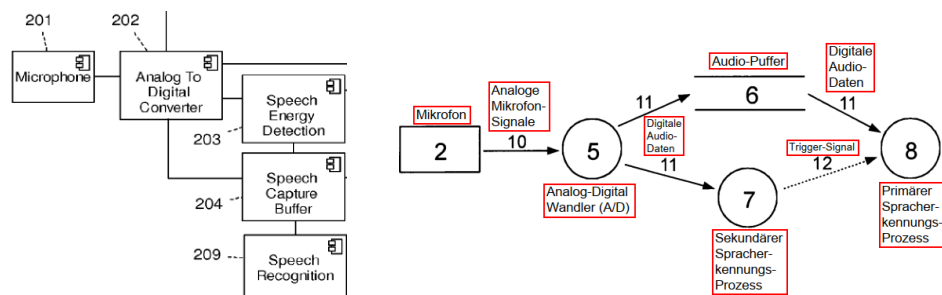 201
202
Microphone
Analog To
Digital
Converter
Speech
Energy
Detection
203
Speech
Capture
Buffer
204
Speech
Recognition
209
Mikrofon
2
Analoge
Mikrofon-
Signale
10
5
Analog-Digital
Wandler (A/D)
11
Digitale
Audio-
Daten
11
Audio-Puffer
6
Digitale
Audio-
Daten
11
7
Sekundärer
Spracher-
kennungs-
Prozess
Trigger-Signal
12
8
Primärer
Spracher-
kennungs-
Prozess